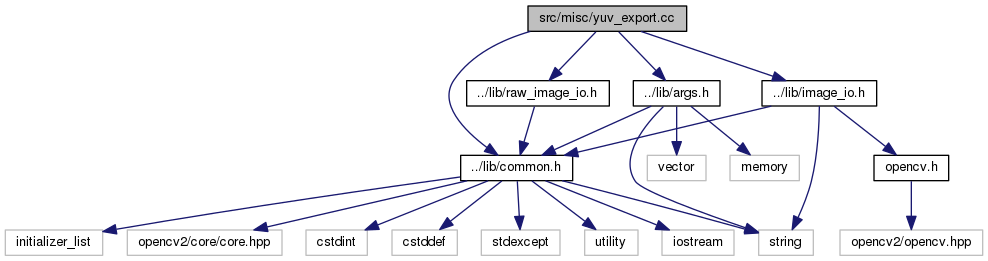 src/misc/yuv_export.cc
../lib/raw_image_io.h
../lib/args.h
../lib/image_io.h
../lib/common.h
vector
memory
opencv.h
initializer_list
opencv2/core/core.hpp
cstdint
cstddef
stdexcept
utility
iostream
string
opencv2/opencv.hpp